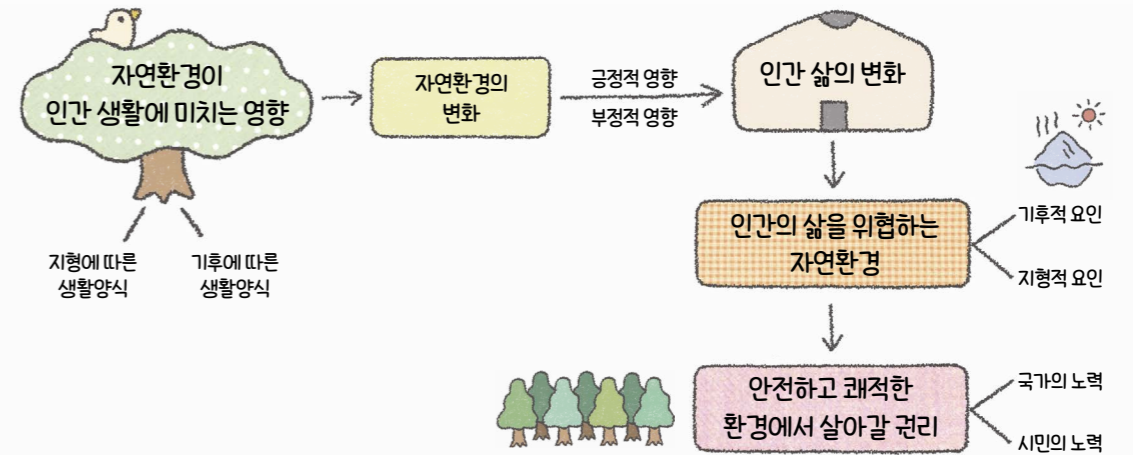 자연환경이
인간 생활에 미치는 영향
지형에 따른
생활양식
기후에 따른
생활양식
자연환경의
변화
긍정적 영향
부정적 영향
인간 삶의 변화
인간의 삶을 위협하는
자연환경
기후적 요인
지형적 요인
안전하고 쾌적한
환경에서 살아갈 권리
국가의 노력
시민의 노력